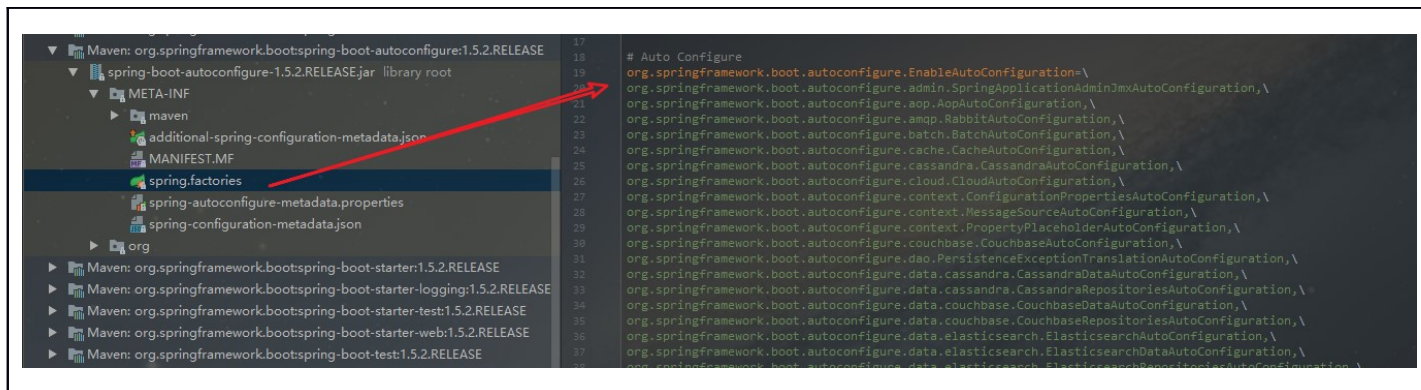 Maven: org.springframework.boot:spring-boot-autoconfigure:1.5.2.RELEASE
spring-boot-autoconfigure-1.5.2.RELEASE.jar library root
META-INF
maven
additional-spring-configuration-metadata.json
MANIFEST.MF
spring.factories
spring-autoconfigure-metadata.properties
spring-configuration-metadata.json
org
Maven: org.springframework.boot:spring-boot-starter:1.5.2.RELEASE
Maven: org.springframework.boot:spring-boot-starter-logging:1.5.2.RELEASE
Maven: org.springframework.boot:spring-boot-starter-test:1.5.2.RELEASE
Maven: org.springframework.boot:spring-boot-starter-web:1.5.2.RELEASE
Maven: org.springframework.boot:spring-boot-test:1.5.2.RELEASE
17
18 # Auto Configure
19 org.springframework.boot.autoconfigure.EnableAutoConfiguration=\
20 org.springframework.boot.autoconfigure.admin.SpringApplicationAdminJmxAutoConfiguration,\
21 org.springframework.boot.autoconfigure.aop.AopAutoConfiguration,\
22 org.springframework.boot.autoconfigure.amqp.RabbitAutoConfiguration,\
23 org.springframework.boot.autoconfigure.batch.BatchAutoConfiguration,\
24 org.springframework.boot.autoconfigure.cache.CacheAutoConfiguration,\
25 org.springframework.boot.autoconfigure.cassandra.CassandraAutoConfiguration,\
26 org.springframework.boot.autoconfigure.cloud.CloudAutoConfiguration,\
27 org.springframework.boot.autoconfigure.context.ConfigurationPropertiesAutoConfiguration,\
28 org.springframework.boot.autoconfigure.context.MessageSourceAutoConfiguration,\
29 org.springframework.boot.autoconfigure.context.PropertyPlaceholderAutoConfiguration,\
30 org.springframework.boot.autoconfigure.couchbase.CouchbaseAutoConfiguration,\
31 org.springframework.boot.autoconfigure.dao.PersistenceExceptionTranslationAutoConfiguration,\
32 org.springframework.boot.autoconfigure.data.cassandra.CassandraDataAutoConfiguration,\
33 org.springframework.boot.autoconfigure.data.cassandra.CassandraRepositoriesAutoConfiguration,\
34 org.springframework.boot.autoconfigure.data.couchbase.CouchbaseDataAutoConfiguration,\
35 org.springframework.boot.autoconfigure.data.couchbase.CouchbaseRepositoriesAutoConfiguration,\
36 org.springframework.boot.autoconfigure.data.elasticsearch.ElasticsearchAutoConfiguration,\
37 org.springframework.boot.autoconfigure.data.elasticsearch.ElasticsearchDataAutoConfiguration,\
38 org.springframework.boot.autoconfigure.data.elasticsearch.ElasticsearchRepositoriesAutoConfiguration,\